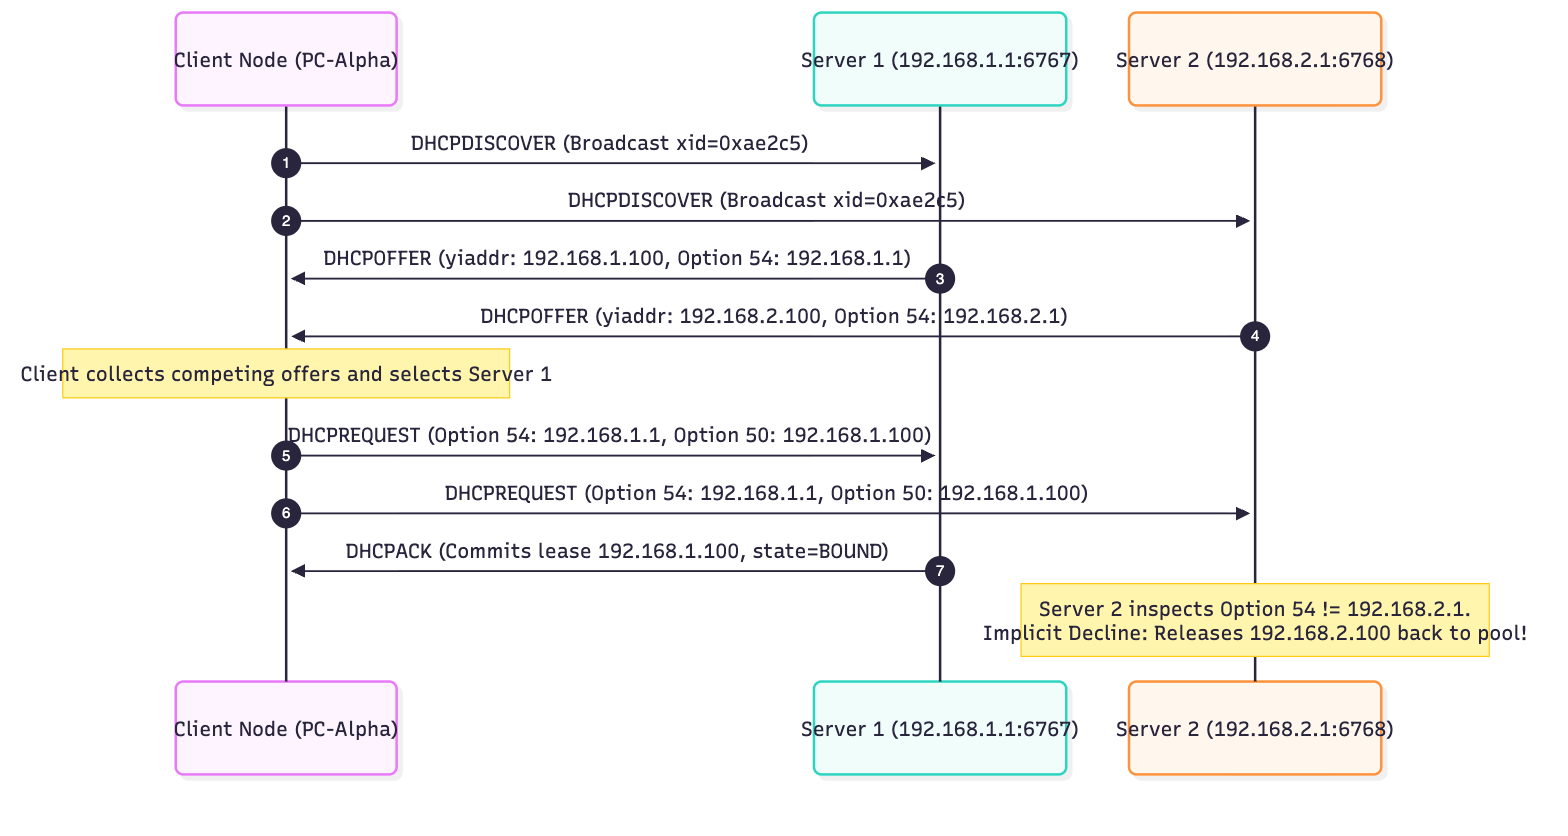 Client Node (PC-Alpha)
Server 1 (192.168.1.1:6767)
Server 2 (192.168.2.1:6768)
DHCPDISCOVER (Broadcast xid=0xae2c5)
1
DHCPDISCOVER (Broadcast xid=0xae2c5)
2
DHCPOFFER (yiaddr: 192.168.1.100, Option 54: 192.168.1.1)
3
DHCPOFFER (yiaddr: 192.168.2.100, Option 54: 192.168.2.1)
4
Client collects competing offers and selects Server 1
DHCPREQUEST (Option 54: 192.168.1.1, Option 50: 192.168.1.100)
5
DHCPREQUEST (Option 54: 192.168.1.1, Option 50: 192.168.1.100)
6
DHCPACK (Commits lease 192.168.1.100, state=BOUND)
7
Server 2 inspects Option 54 != 192.168.2.1.
Implicit Decline: Releases 192.168.2.100 back to pool!
Client Node (PC-Alpha)
Server 1 (192.168.1.1:6767)
Server 2 (192.168.2.1:6768)